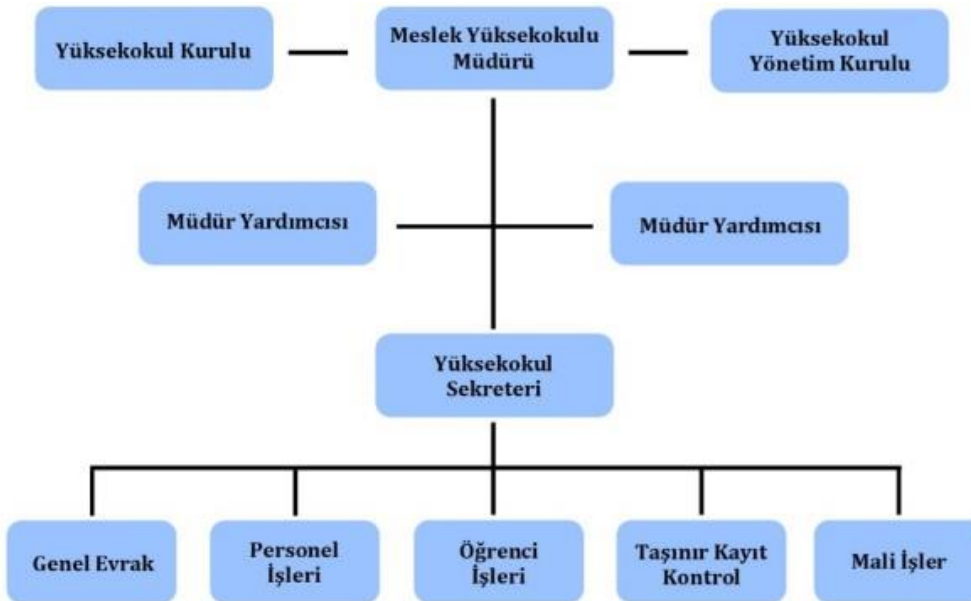 Yüksekokul Kurulu
Meslek Yüksekokulu
Müdürü
Yüksekokul
Yönetim Kurulu
Müdür Yardımcısı
Müdür Yardımcısı
Yüksekokul
Sekreteri
Genel Evrak
Personel
İşleri
Öğrenci
İşleri
Taşınır Kayıt
Kontrol
Mali İşler